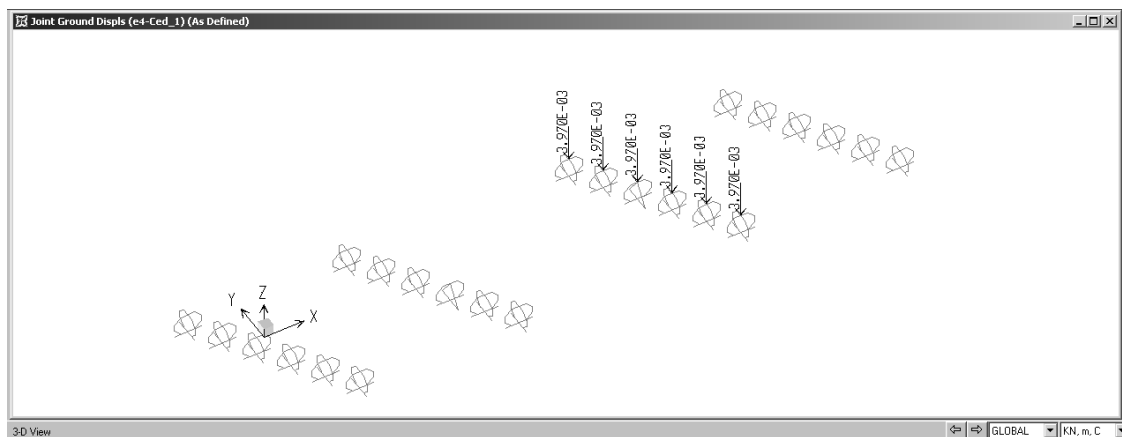 Joint Ground Displs (e4-Ced_1) (As Defined)
3.970E-03
3.970E-03
3.970E-03
3.970E-03
3.970E-03
3.970E-03
Y
Z
X
3-D View
GLOBAL
KN, m, C